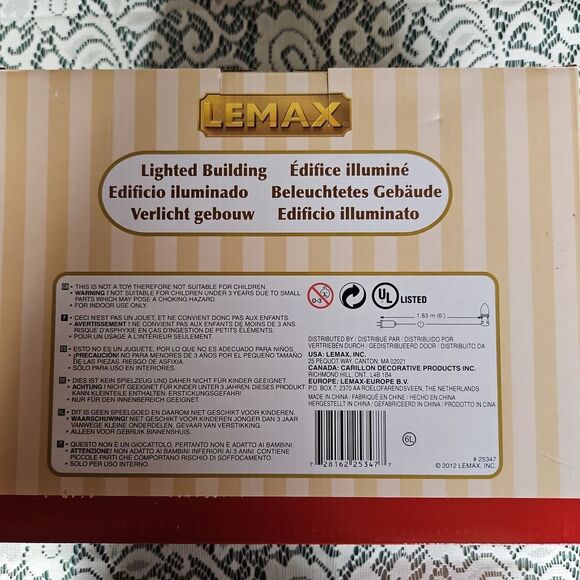 LEMAX
Lighted Building Édifice illuminé
Edificio iluminado Beleuchtetes Gebäude
Verlicht gebouw Edificio illuminato
GB • THIS IS NOT A TOY THEREFORE NOT SUITABLE FOR CHILDREN.
• WARNING ! NOT SUITABLE FOR CHILDREN UNDER 3 YEARS DUE TO SMALL
PARTS WHICH MAY POSE A CHOKING HAZARD.
• FOR INDOOR USE ONLY
F • CECI N'EST PAS UN JOUET, ET NE CONVIENT DONC PAS AUX ENFANTS.
• AVERTISSEMENT ! NE CONVIENT PAS AUX ENFANTS DE MOINS DE 3 ANS.
RISQUE D'ASPHYXIE EN CAS D'INGESTION DE PETITS ÉLÉMENTS.
• POUR UTILISATION À L'INTÉRIEUR SEULEMENT.
E • ESTO NO ES UN JUGUETE, POR LO QUE NO ES ADECUADO PARA NIÑOS.
• ¡PRECAUCIÓN! NO PARA MENORES DE 3 AÑOS POR EL PEQUEÑO TAMAÑO
DE LAS PIEZAS. RIESGO DE ASFIXIA.
• SÓLO PARA USO EN INTERIORES.
D • DIES IST KEIN SPIELZEUG UND DAHER NICHT FÜR KINDER GEEIGNET.
• ACHTUNG ! NICHT GEEIGNET FÜR KINDER UNTER 3 JAHREN. DIESES PRODUKT
KANN KLEINTEILE ENTHALTEN. ERSTICKUNGSGEFAHR!
• NUR FÜR DEN INNENBEREICH GEEIGNET.
NL • DIT IS GEEN SPEELGOED EN DAAROM NIET GESCHIKT VOOR KINDEREN.
• WAARSCHUWING! NIET GESCHIKT VOOR KINDEREN JONGER DAN 3 JAAR
VANWEGE KLEINE ONDERDELEN, GEVAAR VAN VERSTIKKING.
• ALLEEN VOOR GEBRUIK BINNENSHUIS.
IT • QUESTO NON È UN GIOCATTOLO, PERTANTO NON È ADATTO AI BAMBINI.
• ATTENZIONE! NON ADATTO AI BAMBINI INFERIORI AI 3 ANNI. CONTIENE
PICCOLE PARTI CHE COMPORTANO RISCHIO DI SOFFOCAMENTO.
• SOLO PER USO INTERNO.
0-3
UL LISTED
1.83 m (6')
DISTRIBUTED BY / DISTRIBUÉ PAR / DISTRIBUIDO POR
VERTRIEBEN DURCH / GEDISTRIBUEERD DOOR / DISTRIBUITO DA
USA: LEMAX, INC.
25 PEQUOT WAY, CANTON, MA 02021
CANADA: CARILLON DECORATIVE PRODUCTS INC.
RICHMOND HILL, ONT., L4B 1B4
EUROPE: LEMAX-EUROPE B.V.
P.O. BOX 7, 2370 AA ROELOFARENDSVEEN, THE NETHERLANDS
MADE IN CHINA / FABRIQUÉ EN CHINE / HECHO EN CHINA
HERGESTELLT IN CHINA / GEFABRICEERD IN CHINA / PRODOTTO IN CINA
6L
7 28162 25347 7
# 25347
© 2012 LEMAX, INC.